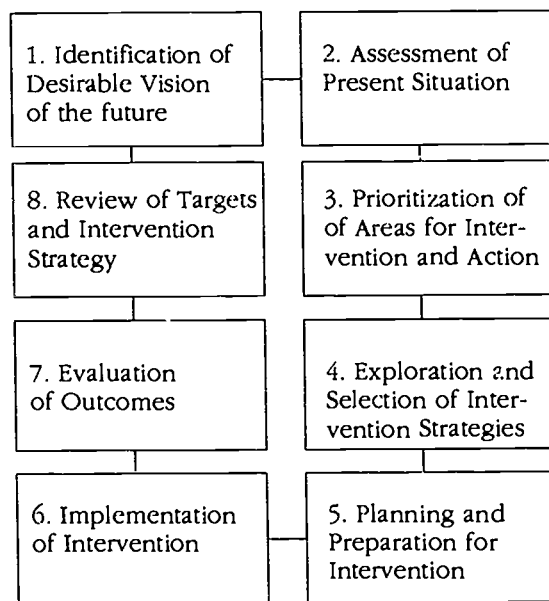 1. Identification of
Desirable Vision
of the future
2. Assessment of
Present Situation
8. Review of Targets
and Intervention
Strategy
3. Prioritization of
of Areas for Inter-
vention and Action
7. Evaluation
of Outcomes
4. Exploration and
Selection of Inter-
vention Strategies
6. Implementation
of Intervention
5. Planning and
Preparation for
Intervention